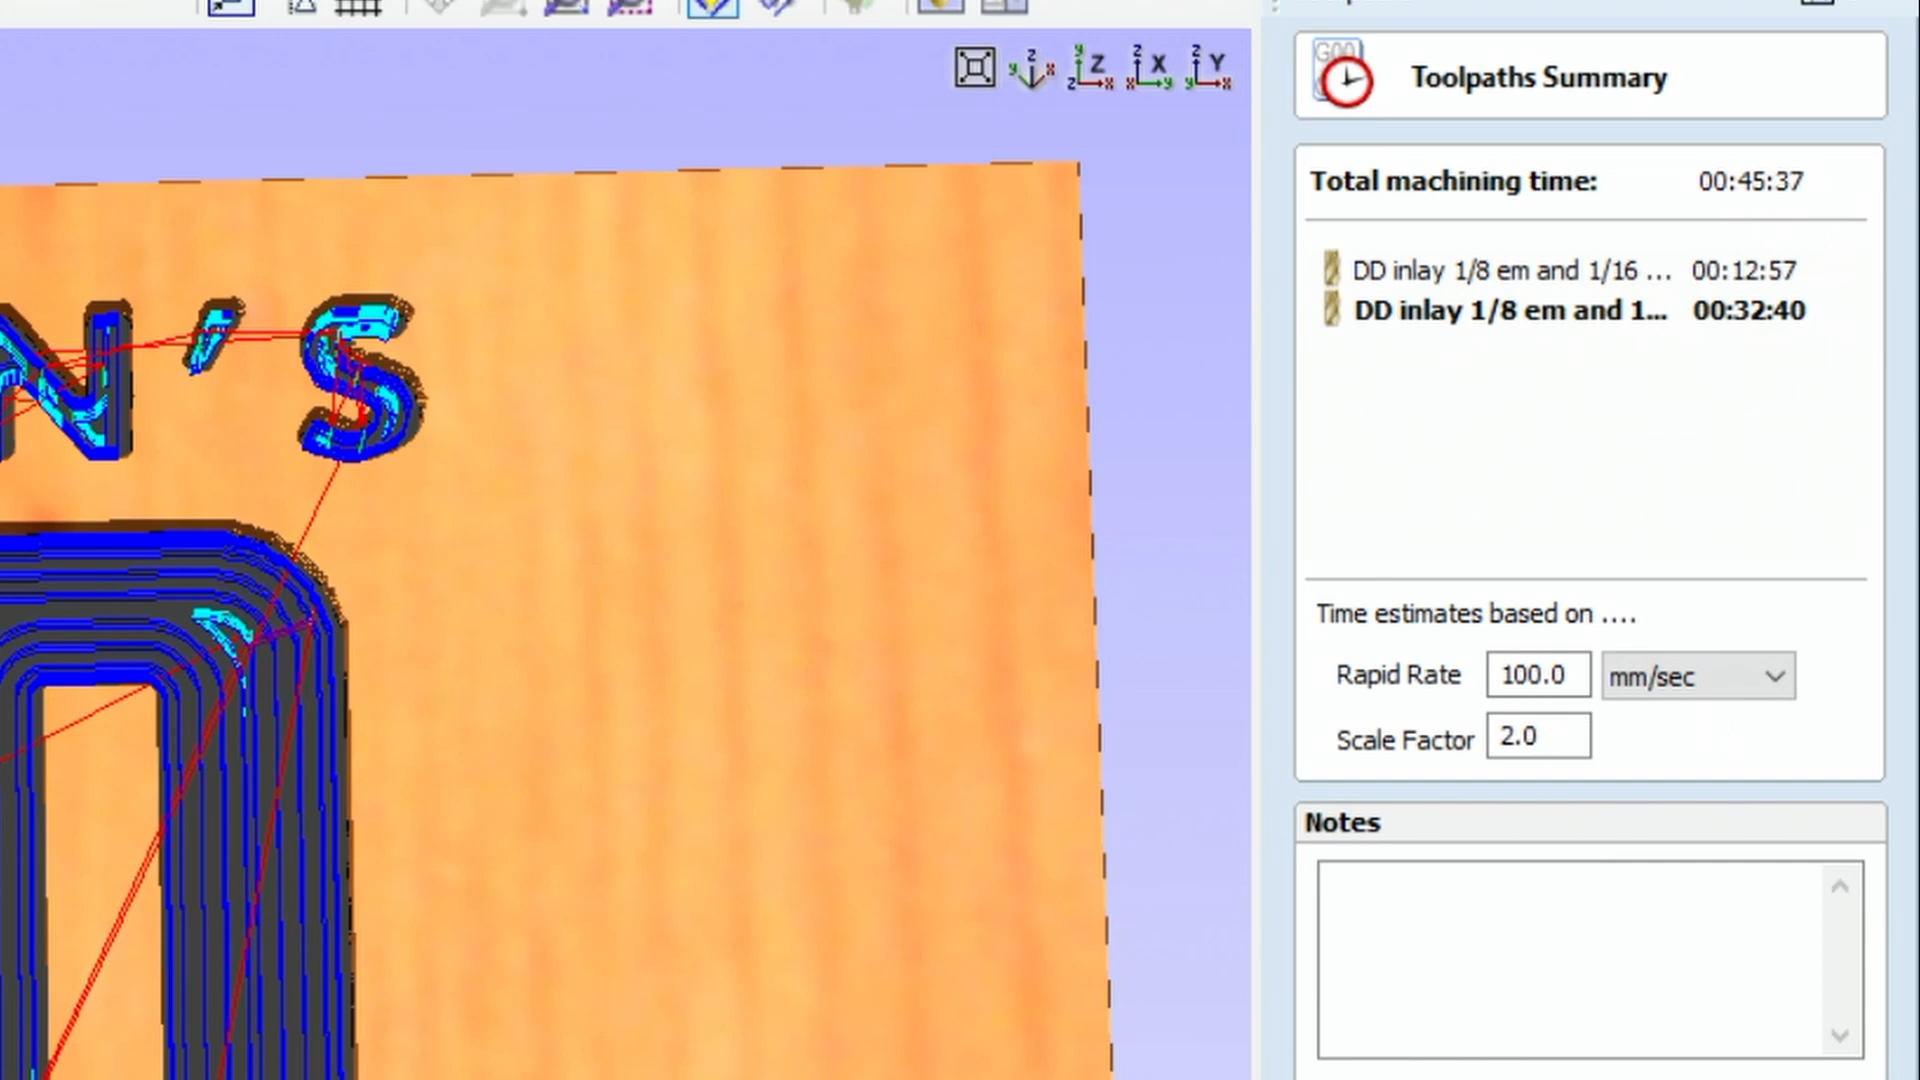 G00
Toolpaths Summary
Total machining time: 00:45:37
DD inlay 1/8 em and 1/16 ... 00:12:57
DD inlay 1/8 em and 1... 00:32:40
Time estimates based on ....
Rapid Rate 100.0 mm/sec
Scale Factor 2.0
Notes
z y x
y Z z x
z X x y
z Y y x
N'S